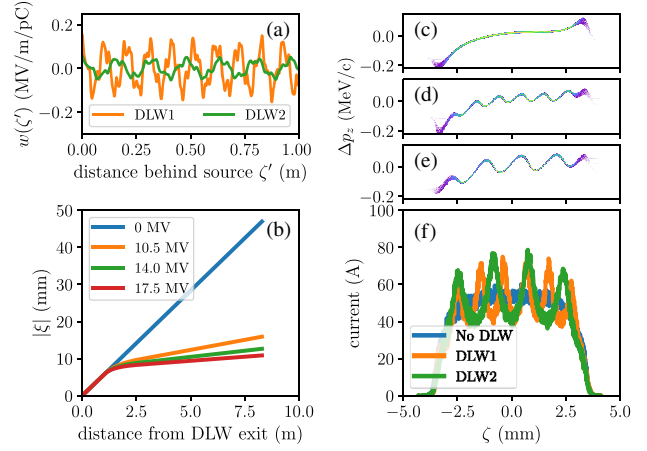 (a)
0.2
0.0
−0.2
w(ζ′) (MV/m/pC)
DLW1 DLW2
0.00 0.25 0.50 0.75 1.00
distance behind source ζ′ (m)
(b)
50
40
30
20
10
0
|ξ| (mm)
0 MV
10.5 MV
14.0 MV
17.5 MV
0.0 2.5 5.0 7.5 10.0
distance from DLW exit (m)
(c)
0.0
−0.2
(d)
0.0
−0.2
(e)
0.0
−0.2
Δp_z (MeV/c)
(f)
100
80
60
40
20
0
current (A)
No DLW
DLW1
DLW2
−5.0 −2.5 0.0 2.5 5.0
ζ (mm)